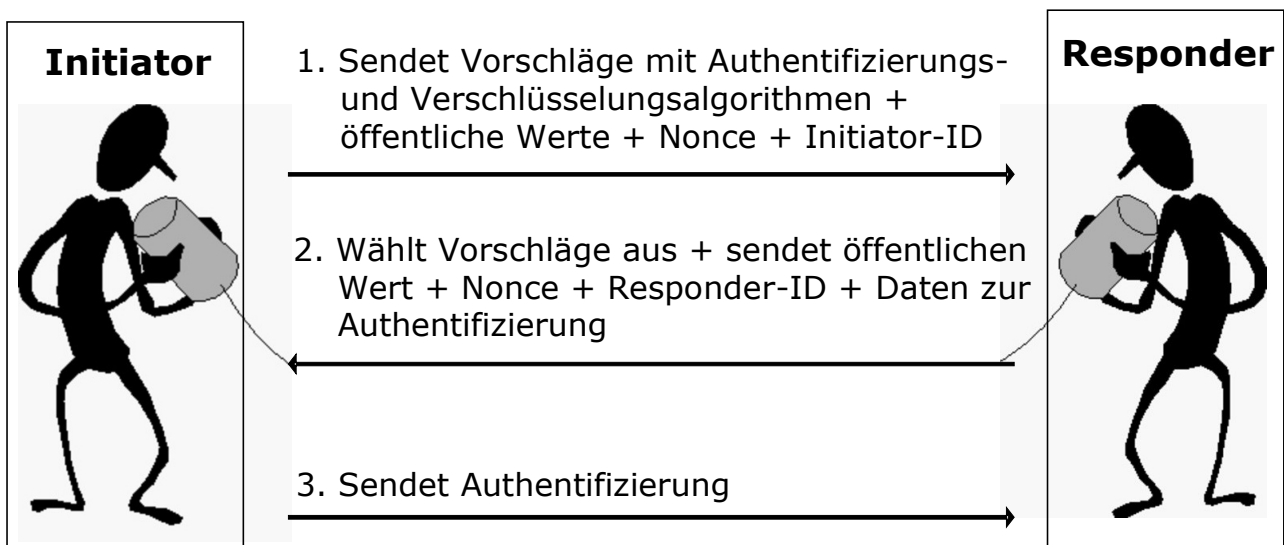 Initiator
Responder
1. Sendet Vorschläge mit Authentifizierungs-
und Verschlüsselungsalgorithmen +
öffentliche Werte + Nonce + Initiator-ID
2. Wählt Vorschläge aus + sendet öffentlichen
Wert + Nonce + Responder-ID + Daten zur
Authentifizierung
3. Sendet Authentifizierung